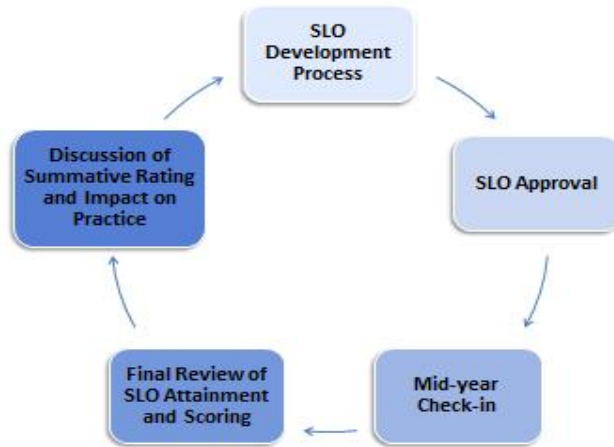 SLO
Development
Process
SLO Approval
Mid-year
Check-in
Final Review of
SLO Attainment
and Scoring
Discussion of
Summative Rating
and Impact on
Practice